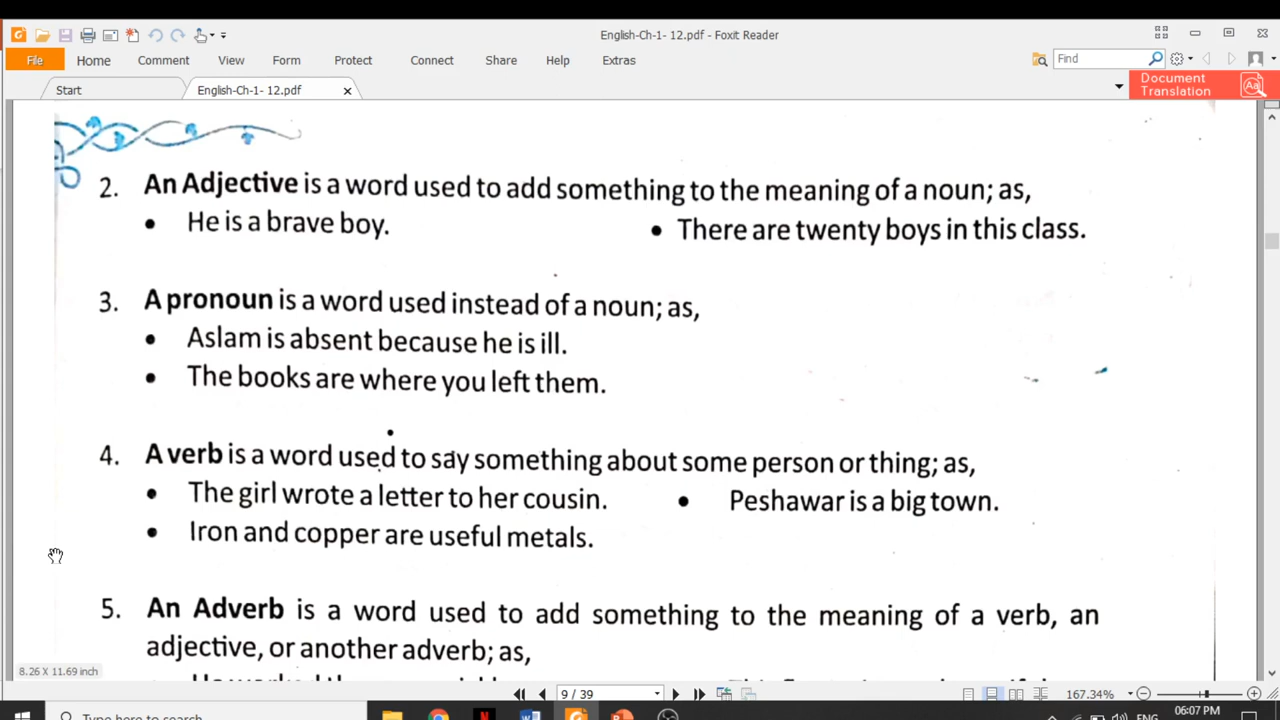 English-Ch-1- 12.pdf - Foxit Reader
File Home Comment View Form Protect Connect Share Help Extras Find
Document Translation
Start English-Ch-1- 12.pdf
2. An Adjective is a word used to add something to the meaning of a noun; as,
• He is a brave boy. • There are twenty boys in this class.
3. A pronoun is a word used instead of a noun; as,
• Aslam is absent because he is ill.
• The books are where you left them.
4. A verb is a word used to say something about some person or thing; as,
• The girl wrote a letter to her cousin. • Peshawar is a big town.
• Iron and copper are useful metals.
5. An Adverb is a word used to add something to the meaning of a verb, an
adjective, or another adverb; as,
8.26 x 11.69 inch
9 / 39 167.34%
Type here to search ENG 06:07 PM